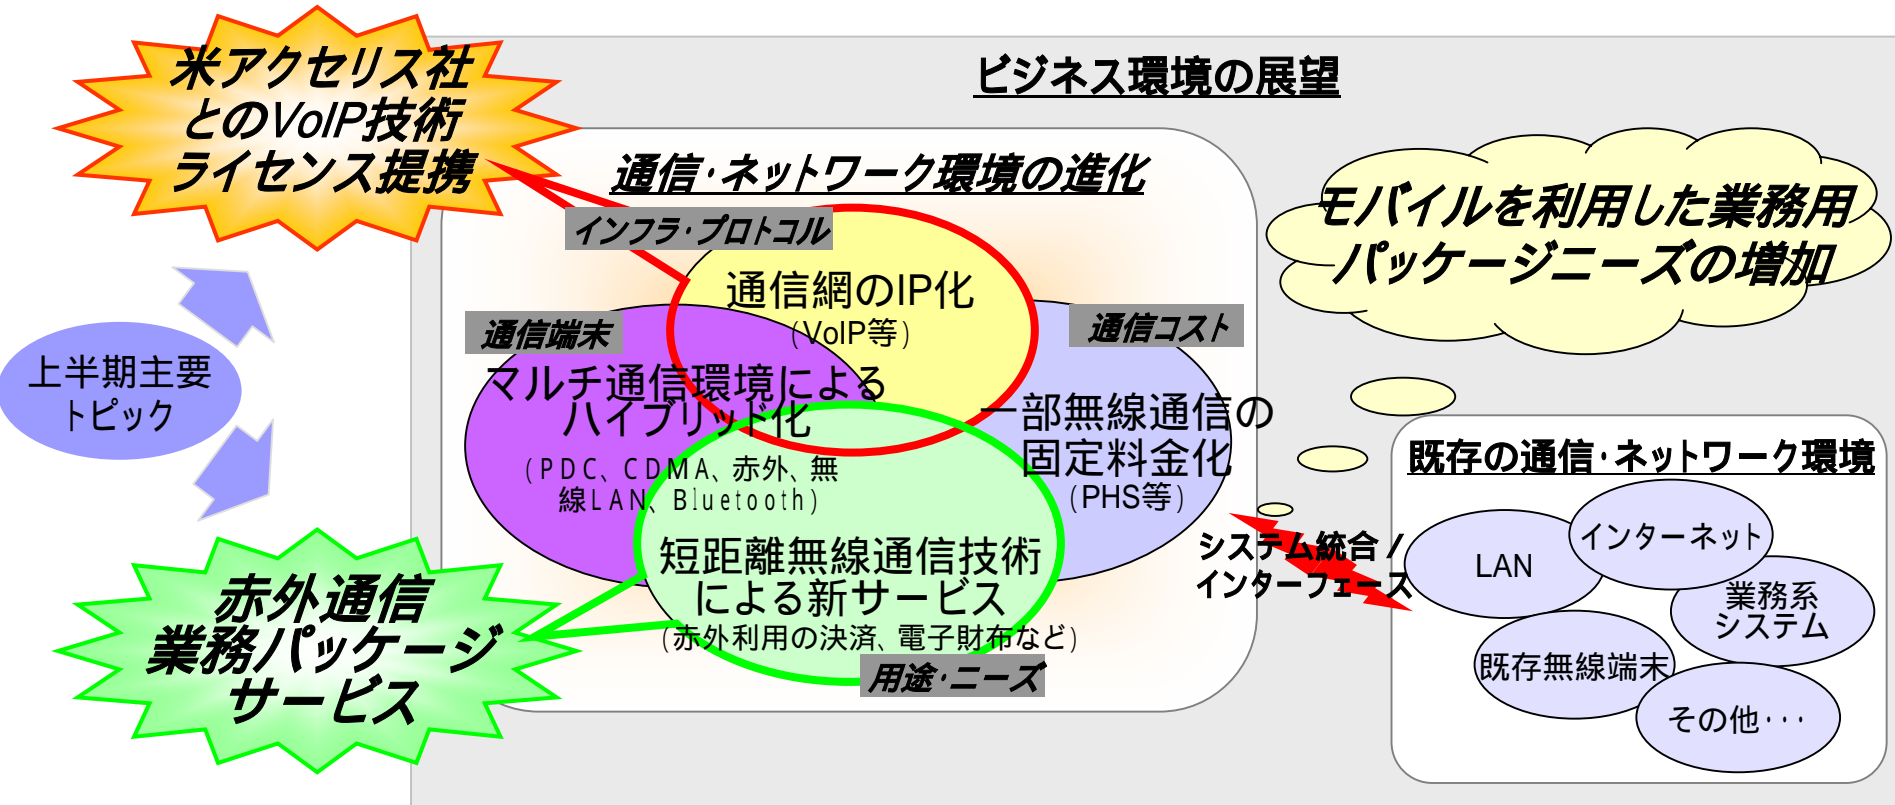 ビジネス環境の展望
米アクセリス社
とのVoIP技術
ライセンス提携
上半期主要
トピック
赤外通信
業務パッケージ
サービス
通信・ネットワーク環境の進化
インフラ・プロトコル
通信網のIP化
(VoIP等)
通信端末
マルチ通信環境による
ハイブリッド化
(PDC、CDMA、赤外、無
線LAN、Bluetooth)
通信コスト
一部無線通信の
固定料金化
(PHS等)
短距離無線通信技術
による新サービス
(赤外利用の決済、電子財布など)
用途・ニーズ
モバイルを利用した業務用
パッケージニーズの増加
システム統合/
インターフェース
既存の通信・ネットワーク環境
LAN
インターネット
業務系
システム
既存無線端末
その他・・・